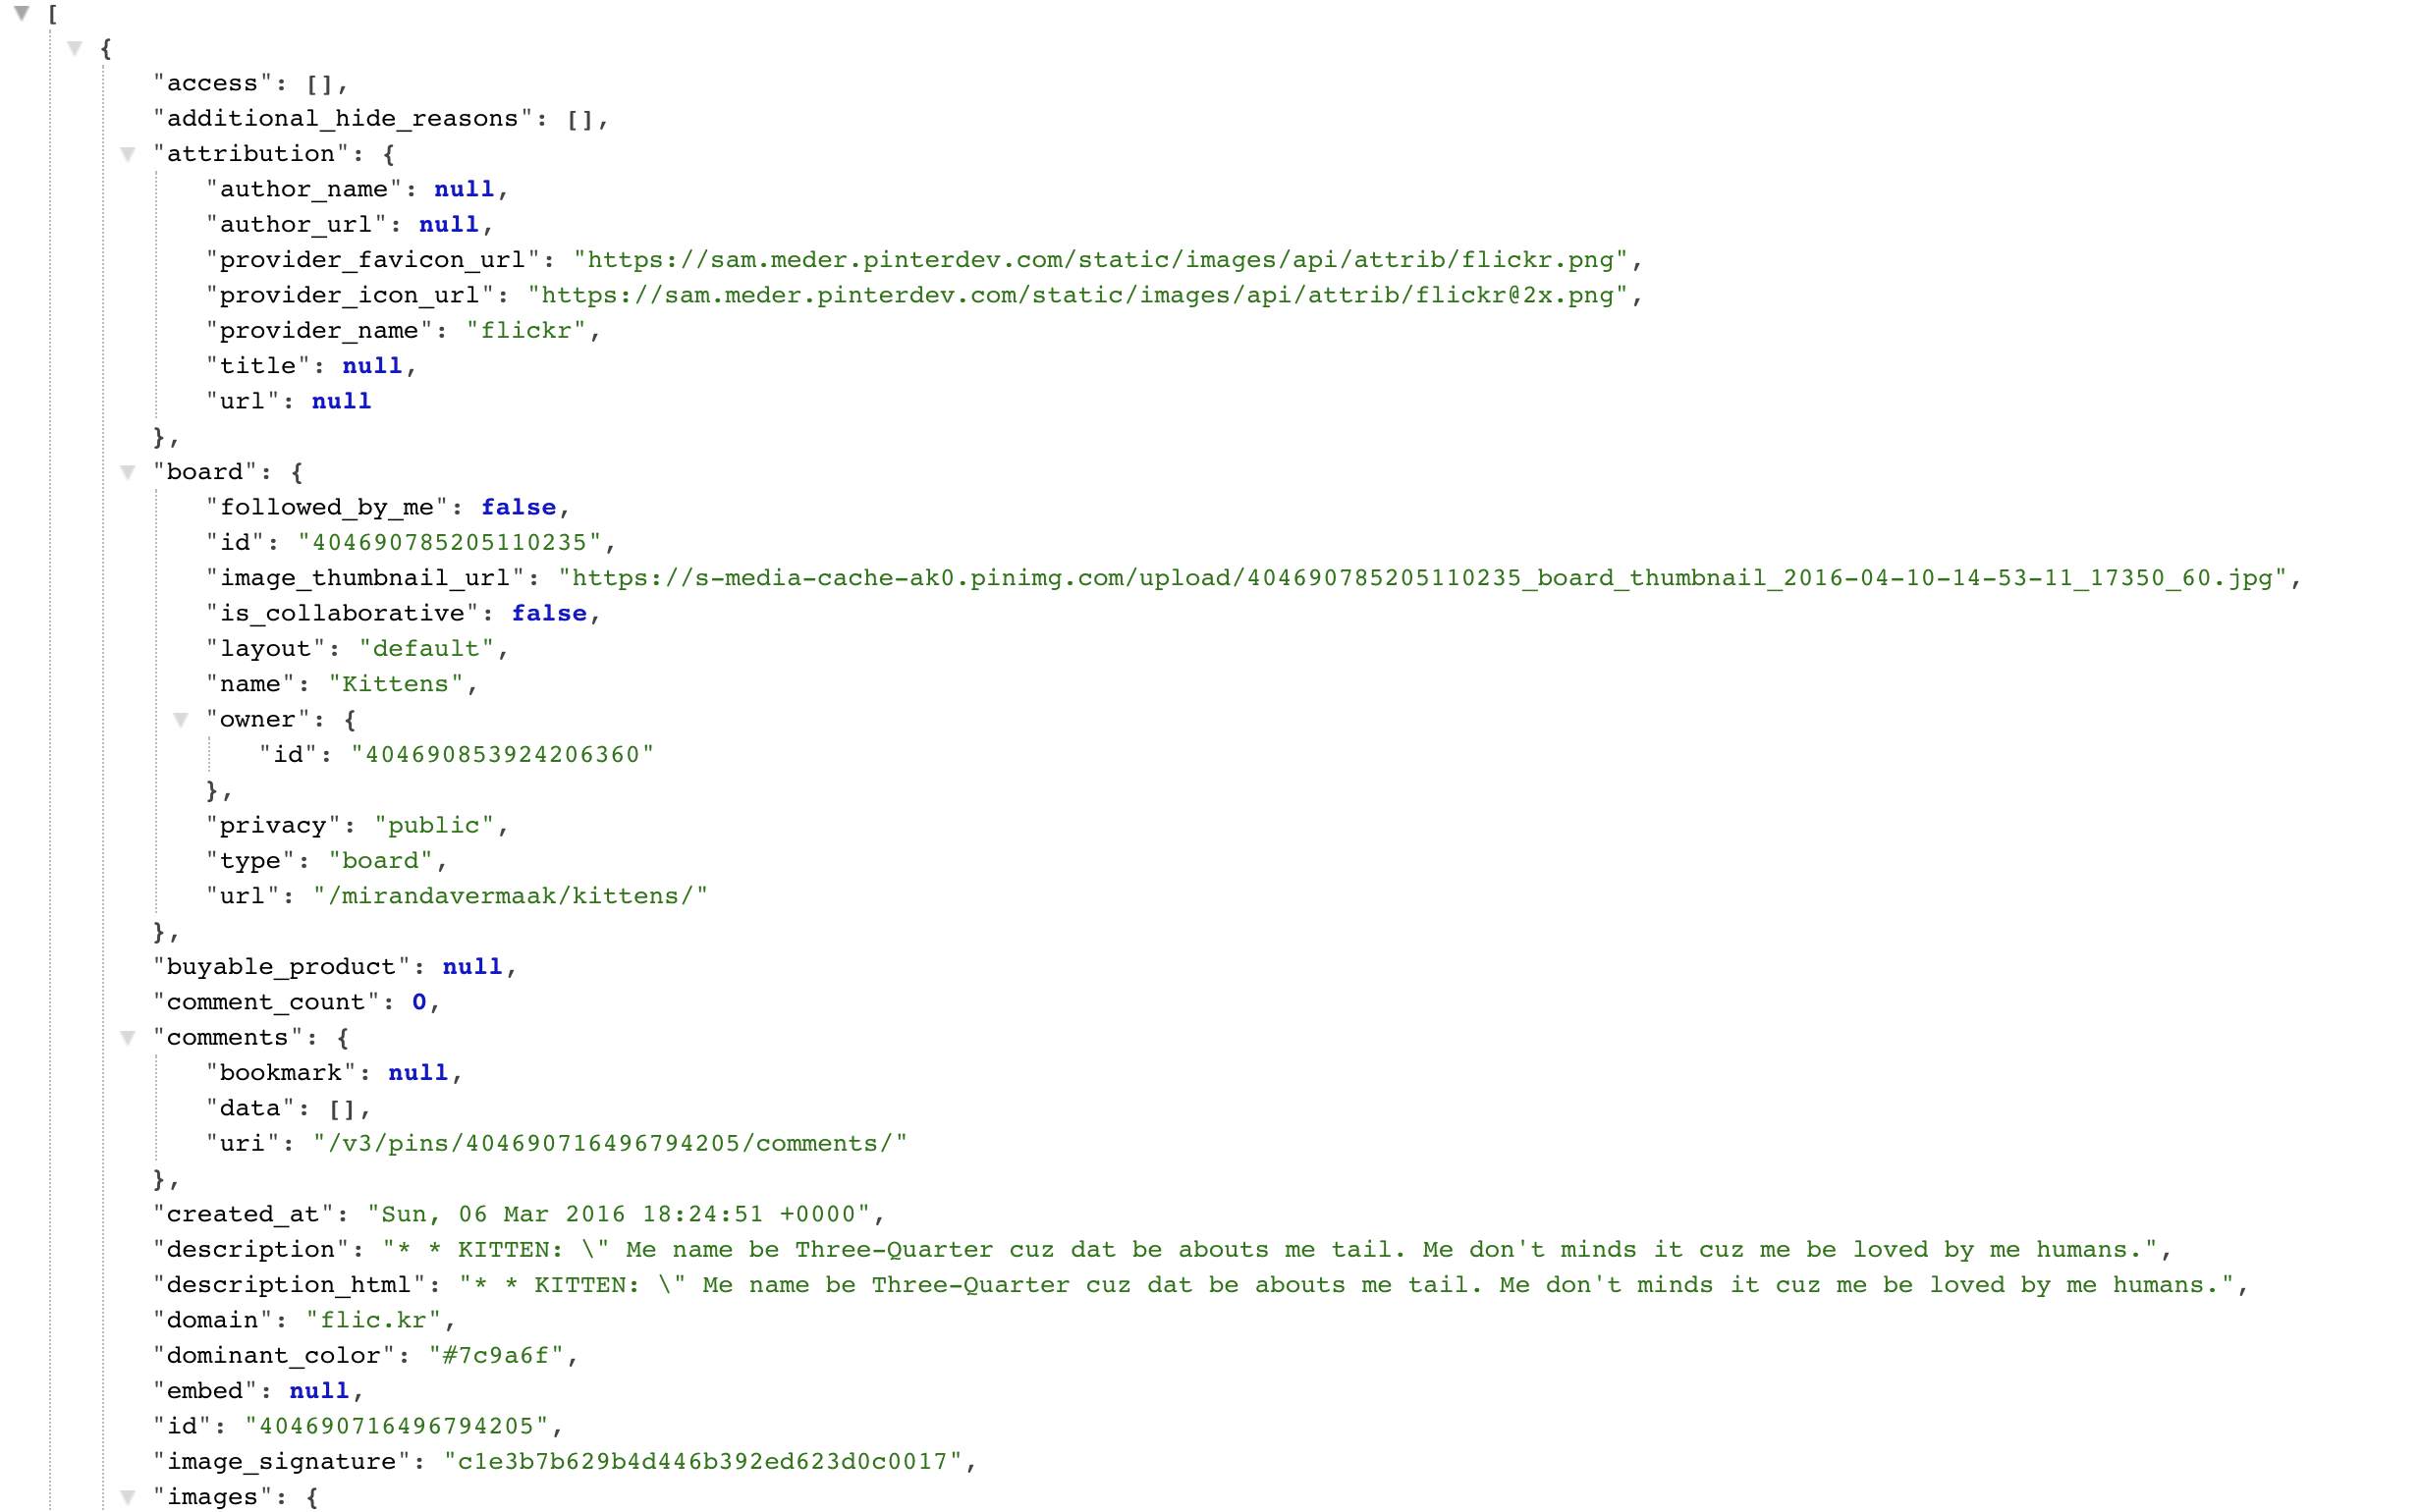 [
{
"access": [],
"additional_hide_reasons": [],
"attribution": {
"author_name": null,
"author_url": null,
"provider_favicon_url": "https://sam.meder.pinterdev.com/static/images/api/attrib/flickr.png",
"provider_icon_url": "https://sam.meder.pinterdev.com/static/images/api/attrib/flickr@2x.png",
"provider_name": "flickr",
"title": null,
"url": null
},
"board": {
"followed_by_me": false,
"id": "404690785205110235",
"image_thumbnail_url": "https://s-media-cache-ak0.pinimg.com/upload/404690785205110235_board_thumbnail_2016-04-10-14-53-11_17350_60.jpg",
"is_collaborative": false,
"layout": "default",
"name": "Kittens",
"owner": {
"id": "404690853924206360"
},
"privacy": "public",
"type": "board",
"url": "/mirandavermaak/kittens/"
},
"buyable_product": null,
"comment_count": 0,
"comments": {
"bookmark": null,
"data": [],
"uri": "/v3/pins/404690716496794205/comments/"
},
"created_at": "Sun, 06 Mar 2016 18:24:51 +0000",
"description": "* * KITTEN: \" Me name be Three-Quarter cuz dat be abouts me tail. Me don't minds it cuz me be loved by me humans.",
"description_html": "* * KITTEN: \" Me name be Three-Quarter cuz dat be abouts me tail. Me don't minds it cuz me be loved by me humans.",
"domain": "flic.kr",
"dominant_color": "#7c9a6f",
"embed": null,
"id": "404690716496794205",
"image_signature": "c1e3b7b629b4d446b392ed623d0c0017",
"images": {